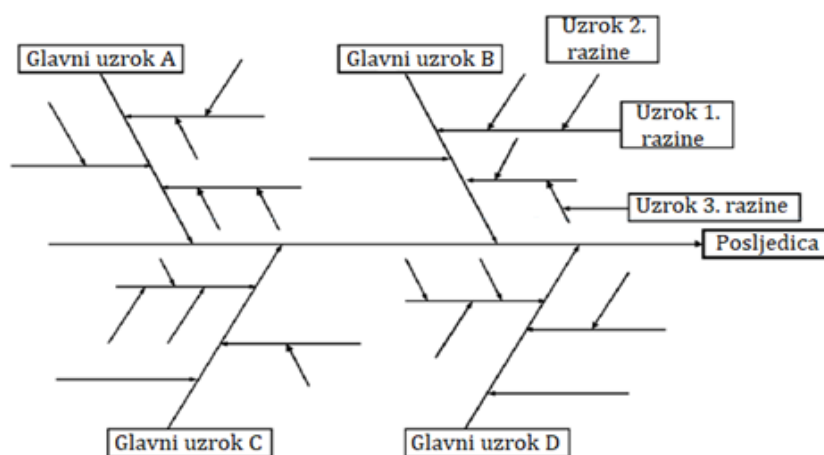 Glavni uzrok A
Glavni uzrok B
Uzrok 2.
razine
Uzrok 1.
razine
Uzrok 3. razine
Posljedica
Glavni uzrok C
Glavni uzrok D